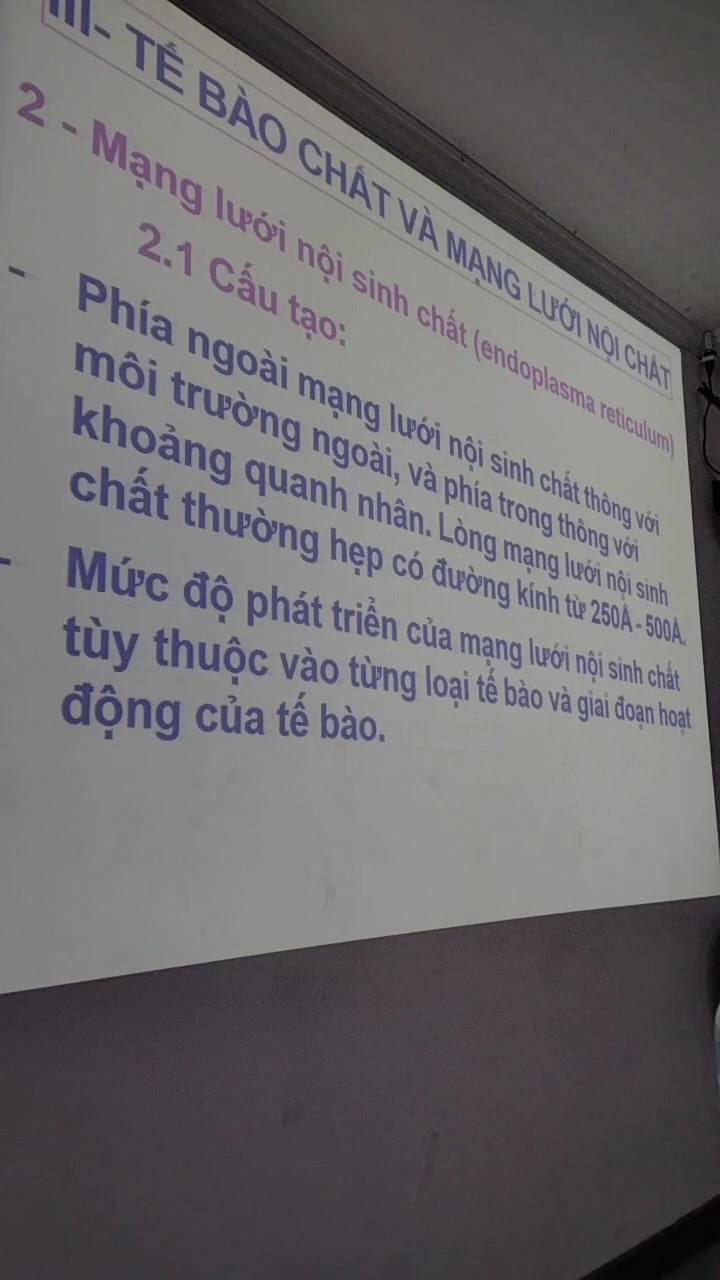 III- TẾ BÀO CHẤT VÀ MẠNG LƯỚI NỘI CHẤT
2 - Mạng lưới nội sinh chất (endoplasma reticulum)
2.1 Cấu tạo:
- Phía ngoài mạng lưới nội sinh chất thông với
môi trường ngoài, và phía trong thông với
khoảng quanh nhân. Lòng mạng lưới nội sinh
chất thường hẹp có đường kính từ 250Å - 500Å.
- Mức độ phát triển của mạng lưới nội sinh chất
tùy thuộc vào từng loại tế bào và giai đoạn hoạt
động của tế bào.